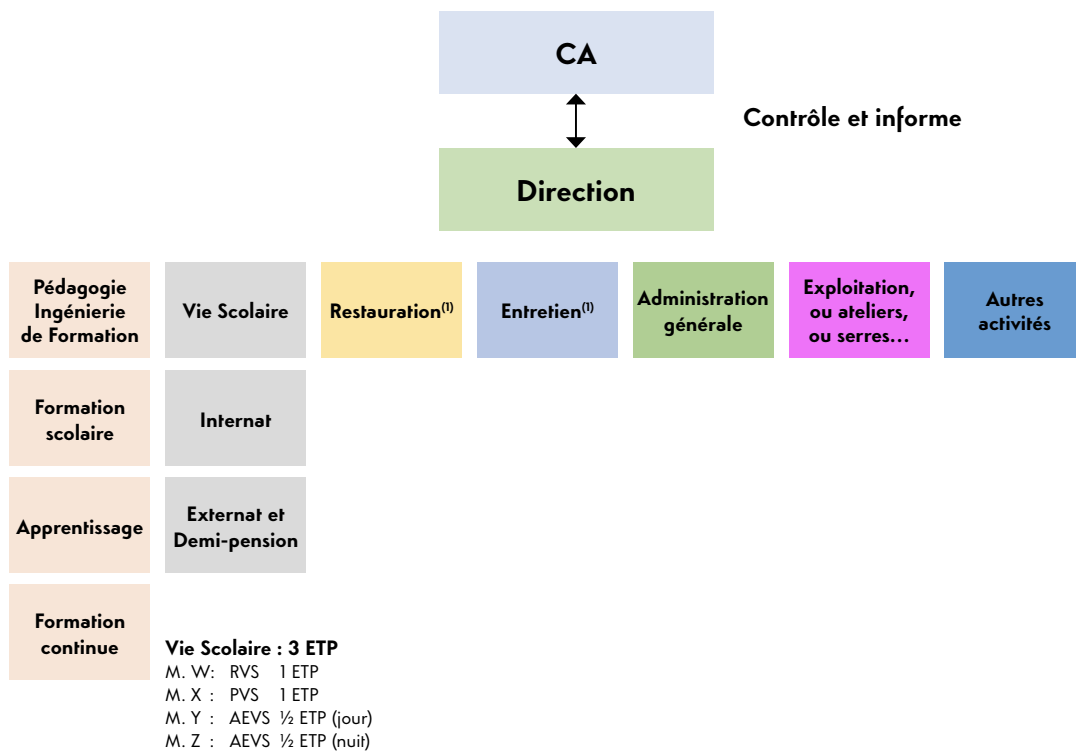 CA
Contrôle et informe
Direction
Pédagogie
Ingénierie
de Formation
Vie Scolaire
Restauration(1)
Entretien(1)
Administration
générale
Exploitation,
ou ateliers,
ou serres...
Autres
activités
Formation
scolaire
Internat
Apprentissage
Externat et
Demi-pension
Formation
continue
Vie Scolaire : 3 ETP
M. W: RVS 1 ETP
M. X : PVS 1 ETP
M. Y : AEVS ½ ETP (jour)
M. Z : AEVS ½ ETP (nuit)